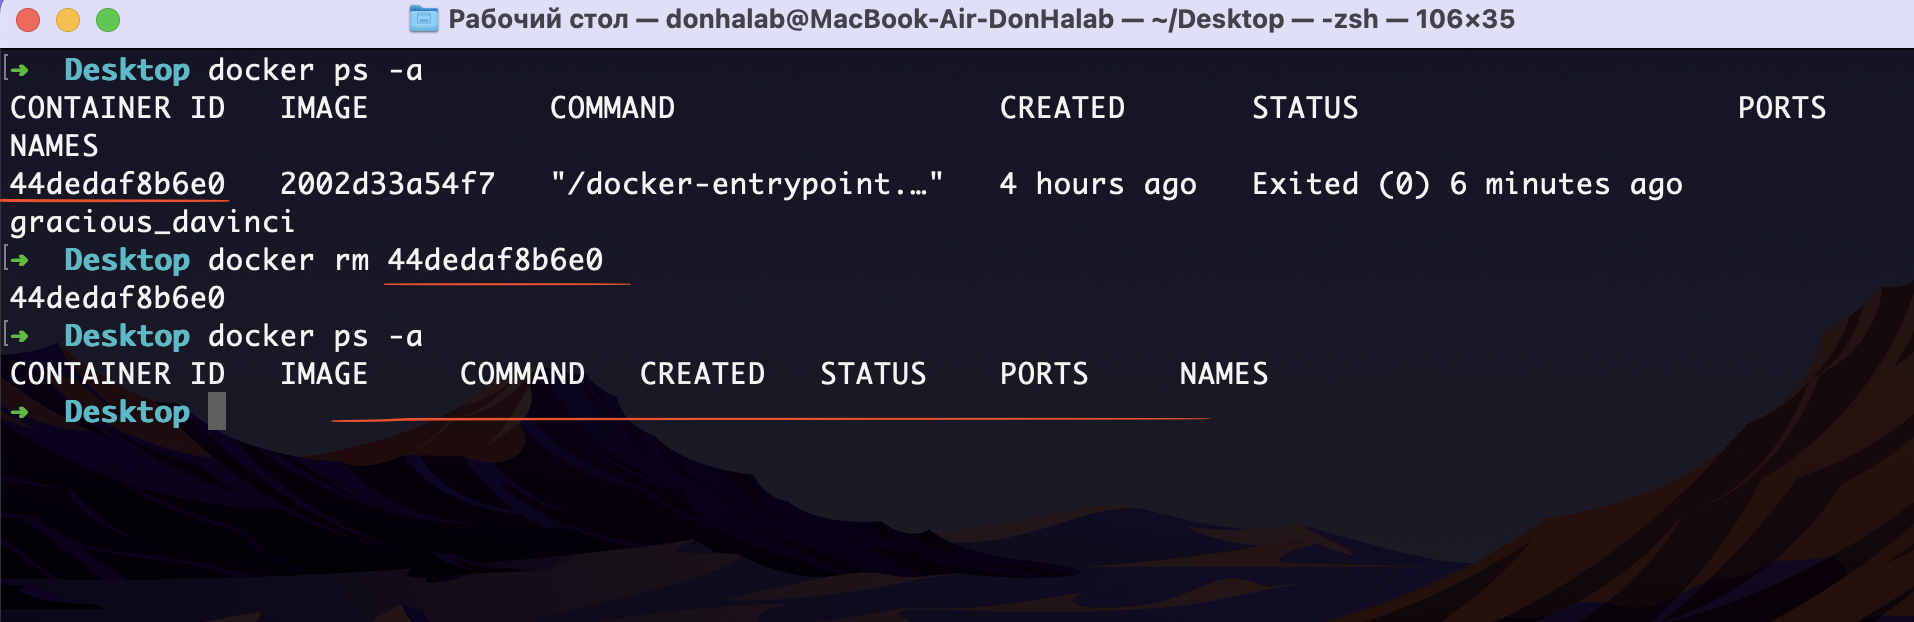 Рабочий стол — donhalab@MacBook-Air-DonHalab — ~/Desktop — -zsh — 106×35
[➜  Desktop docker ps -a
CONTAINER ID   IMAGE          COMMAND                  CREATED       STATUS                     PORTS
NAMES
44dedaf8b6e0   2002d33a54f7   "/docker-entrypoint.…"   4 hours ago   Exited (0) 6 minutes ago
gracious_davinci
[➜  Desktop docker rm 44dedaf8b6e0
44dedaf8b6e0
[➜  Desktop docker ps -a
CONTAINER ID   IMAGE     COMMAND   CREATED   STATUS    PORTS     NAMES
➜  Desktop